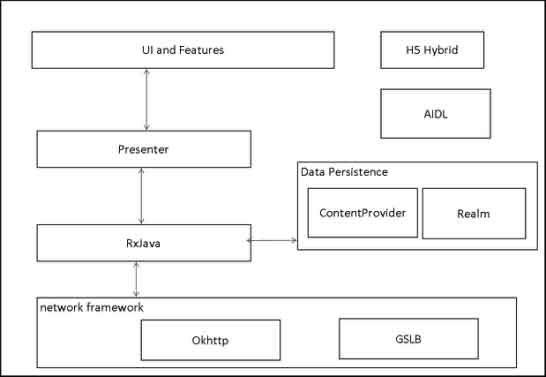 UI and Features
H5 Hybrid
AIDL
Presenter
Data Persistence
ContentProvider
Realm
RxJava
network framework
Okhttp
GSLB